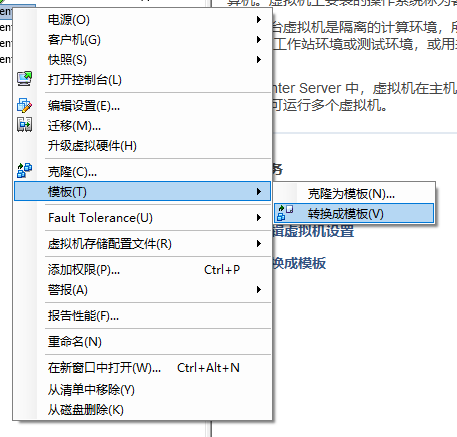 电源(O)
客户机(G)
快照(S)
打开控制台(L)
编辑设置(E)...
迁移(M)...
升级虚拟硬件(H)
克隆(C)...
模板(T)
Fault Tolerance(U)
虚拟机存储配置文件(R)
添加权限(P)... Ctrl+P
警报(A)
报告性能(F)...
重命名(N)
在新窗口中打开(W)... Ctrl+Alt+N
从清单中移除(Y)
从磁盘删除(K)
克隆为模板(N)...
转换成模板(V)
台虚拟机是隔离的计算环境，
工作站环境或测试环境，或用
nter Server 中，虚拟机在主机
可运行多个虚拟机。
务
辑虚拟机设置
换成模板